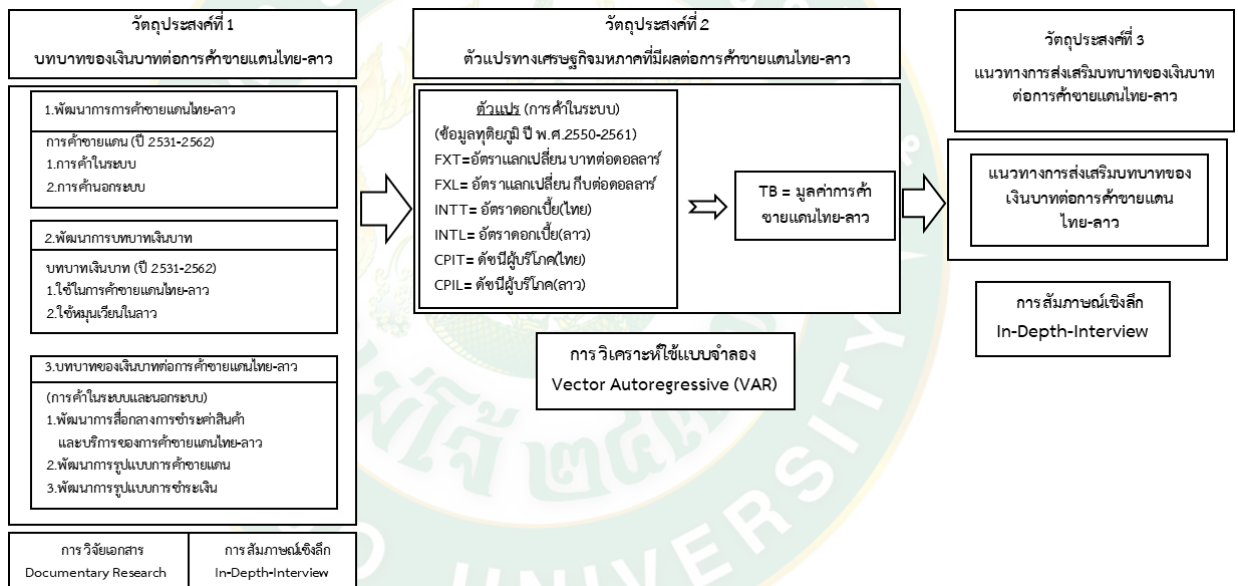 วัตถุประสงค์ที่ 1
บทบาทของเงินบาทต่อการค้าชายแดนไทย-ลาว
1.พัฒนาการการค้าชายแดนไทย-ลาว
การค้าชายแดน (ปี 2531-2562)
1.การค้าในระบบ
2.การค้านอกระบบ
2.พัฒนาการบทบาทเงินบาท
บทบาทเงินบาท (ปี 2531-2562)
1.ใช้ในการค้าชายแดนไทย-ลาว
2.ใช้หมุนเวียนในลาว
3.บทบาทของเงินบาทต่อการค้าชายแดนไทย-ลาว
(การค้าในระบบและนอกระบบ)
1.พัฒนาการสื่อกลางการชำระค่าสินค้า
และบริการของการค้าชายแดนไทย-ลาว
2.พัฒนาการรูปแบบการค้าชายแดน
3.พัฒนาการรูปแบบการชำระเงิน
การวิจัยเอกสาร
Documentary Research
การสัมภาษณ์เชิงลึก
In-Depth-Interview
วัตถุประสงค์ที่ 2
ตัวแปรทางเศรษฐกิจมหภาคที่มีผลต่อการค้าชายแดนไทย-ลาว
ตัวแปร (การค้าในระบบ)
(ข้อมูลทุติยภูมิ ปี พ.ศ.2550-2561)
FXT=อัตราแลกเปลี่ยน บาทต่อดอลลาร์
FXL=อัตราแลกเปลี่ยน กีบต่อดอลลาร์
INTT= อัตราดอกเบี้ย(ไทย)
INTL= อัตราดอกเบี้ย(ลาว)
CPIT= ดัชนีผู้บริโภค(ไทย)
CPIL= ดัชนีผู้บริโภค(ลาว)
TB = มูลค่าการค้า
ชายแดนไทย-ลาว
การวิเคราะห์ใช้แบบจำลอง
Vector Autoregressive (VAR)
วัตถุประสงค์ที่ 3
แนวทางการส่งเสริมบทบาทของเงินบาท
ต่อการค้าชายแดนไทย-ลาว
แนวทางการส่งเสริมบทบาทของ
เงินบาทต่อการค้าชายแดน
ไทย-ลาว
การสัมภาษณ์เชิงลึก
In-Depth-Interview
แม่โจ้ ๒๔๗๗
UNIVERSITY